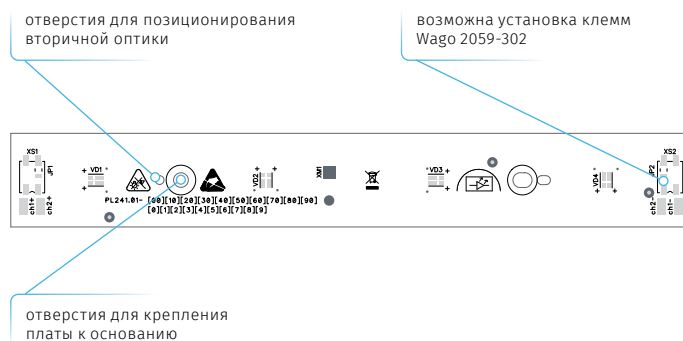 отверстия для позиционирования
вторичной оптики
возможна установка клемм
Wago 2059-302
XS1
JP1
VD1
VD2
XM1
VD3
VD4
JP2
XS2
ch1+
ch2+
ch2-
ch1-
PL241.01- [00][10][20][30][40][50][60][70][80][90]
[0][1][2][3][4][5][6][7][8][9]
отверстия для крепления
платы к основанию